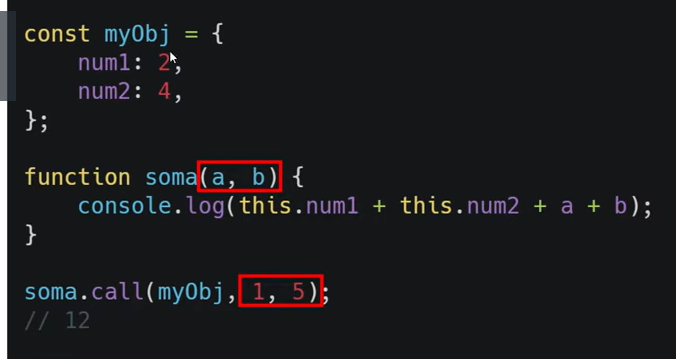 const myObj = {
    num1: 2,
    num2: 4,
};
function soma(a, b) {
    console.log(this.num1 + this.num2 + a + b);
}
soma.call(myObj, 1, 5);
// 12